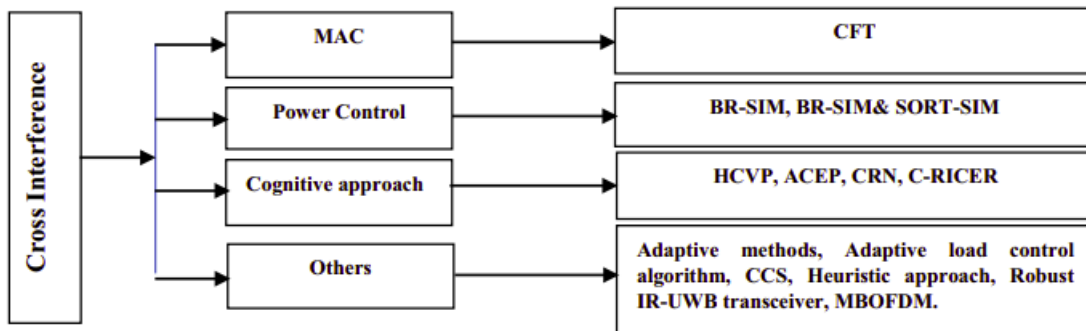 Cross Interference
MAC
CFT
Power Control
BR-SIM, BR-SIM& SORT-SIM
Cognitive approach
HCVP, ACEP, CRN, C-RICER
Others
Adaptive methods, Adaptive load control
algorithm, CCS, Heuristic approach, Robust
IR-UWB transceiver, MBOFDM.